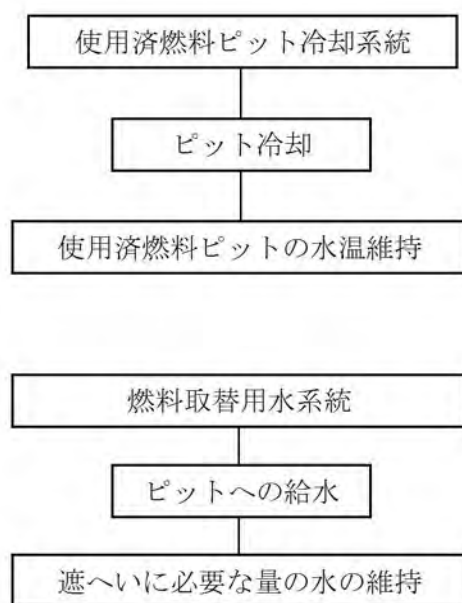 使用済燃料ピット冷却系統
ピット冷却
使用済燃料ピットの水温維持
燃料取替用水系統
ピットへの給水
遮へいに必要な量の水の維持